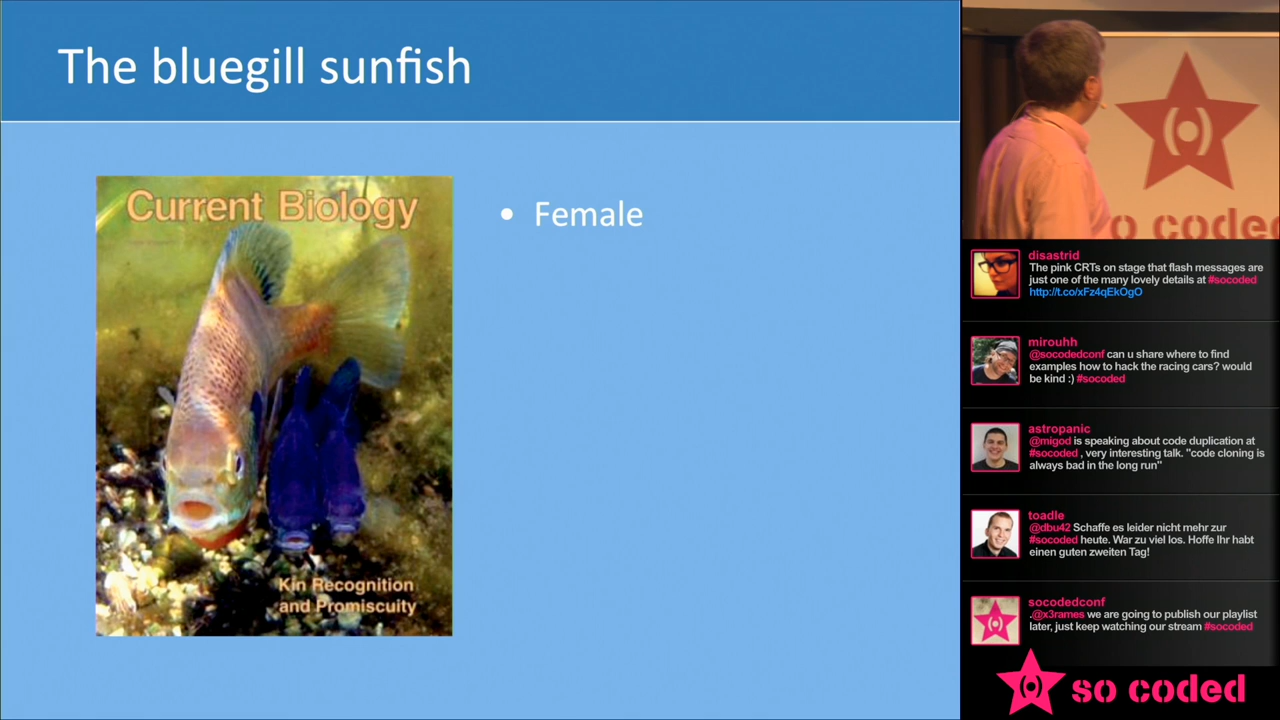 The bluegill sunfish
Current Biology
Kin Recognition
and Promiscuity
• Female
so coded
disastrid
The pink CRTs on stage that flash messages are
just one of the many lovely details at #socoded
http://t.co/xFz4qEkOgO
mirouhh
@socodedconf can u share where to find
examples how to hack the racing cars? would
be kind :) #socoded
astropanic
@migod is speaking about code duplication at
#socoded , very interesting talk. "code cloning is
always bad in the long run"
toadle
@dbu42 Schaffe es leider nicht mehr zur
#socoded heute. War zu viel los. Hoffe Ihr habt
einen guten zweiten Tag!
socodedconf
.@x3rames we are going to publish our playlist
later, just keep watching our stream #socoded
so coded